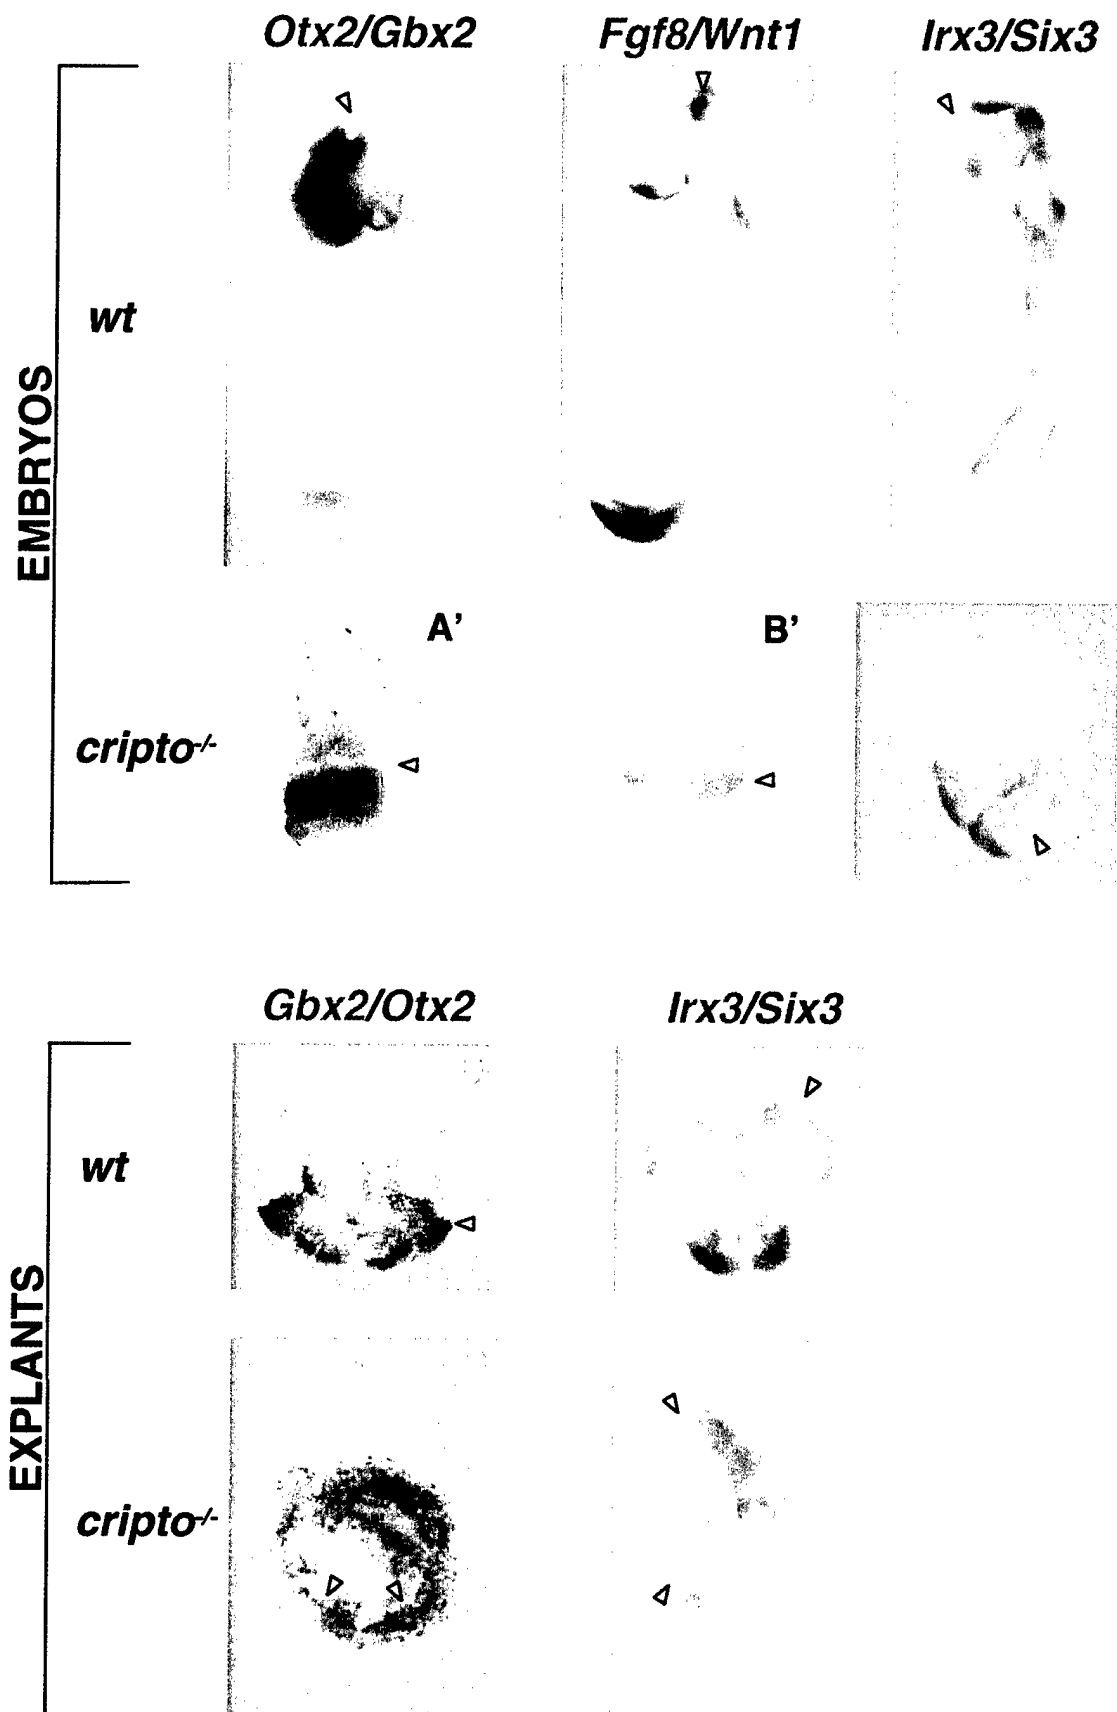 Otx2/Gbx2 Fgf8/Wnt1 Irx3/Six3
EMBRYOS
wt
A' B'
cripto-/-
Gbx2/Otx2 Irx3/Six3
EXPLANTS
wt
cripto-/-